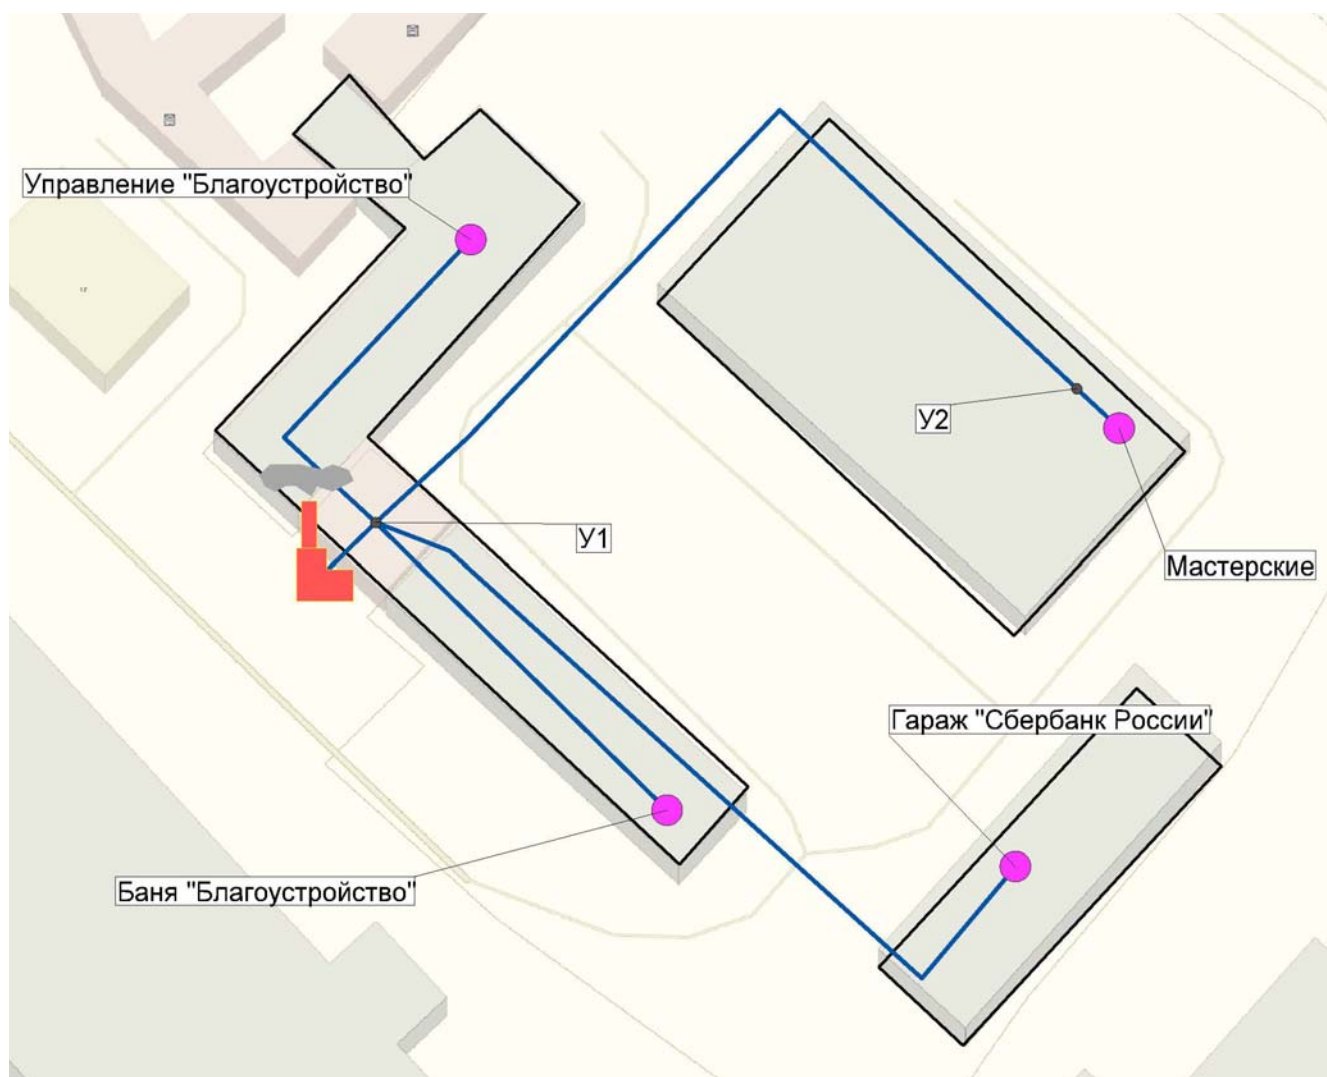 Управление "Благоустройство"
У2
У1
Мастерские
Гараж "Сбербанк России"
Баня "Благоустройство"